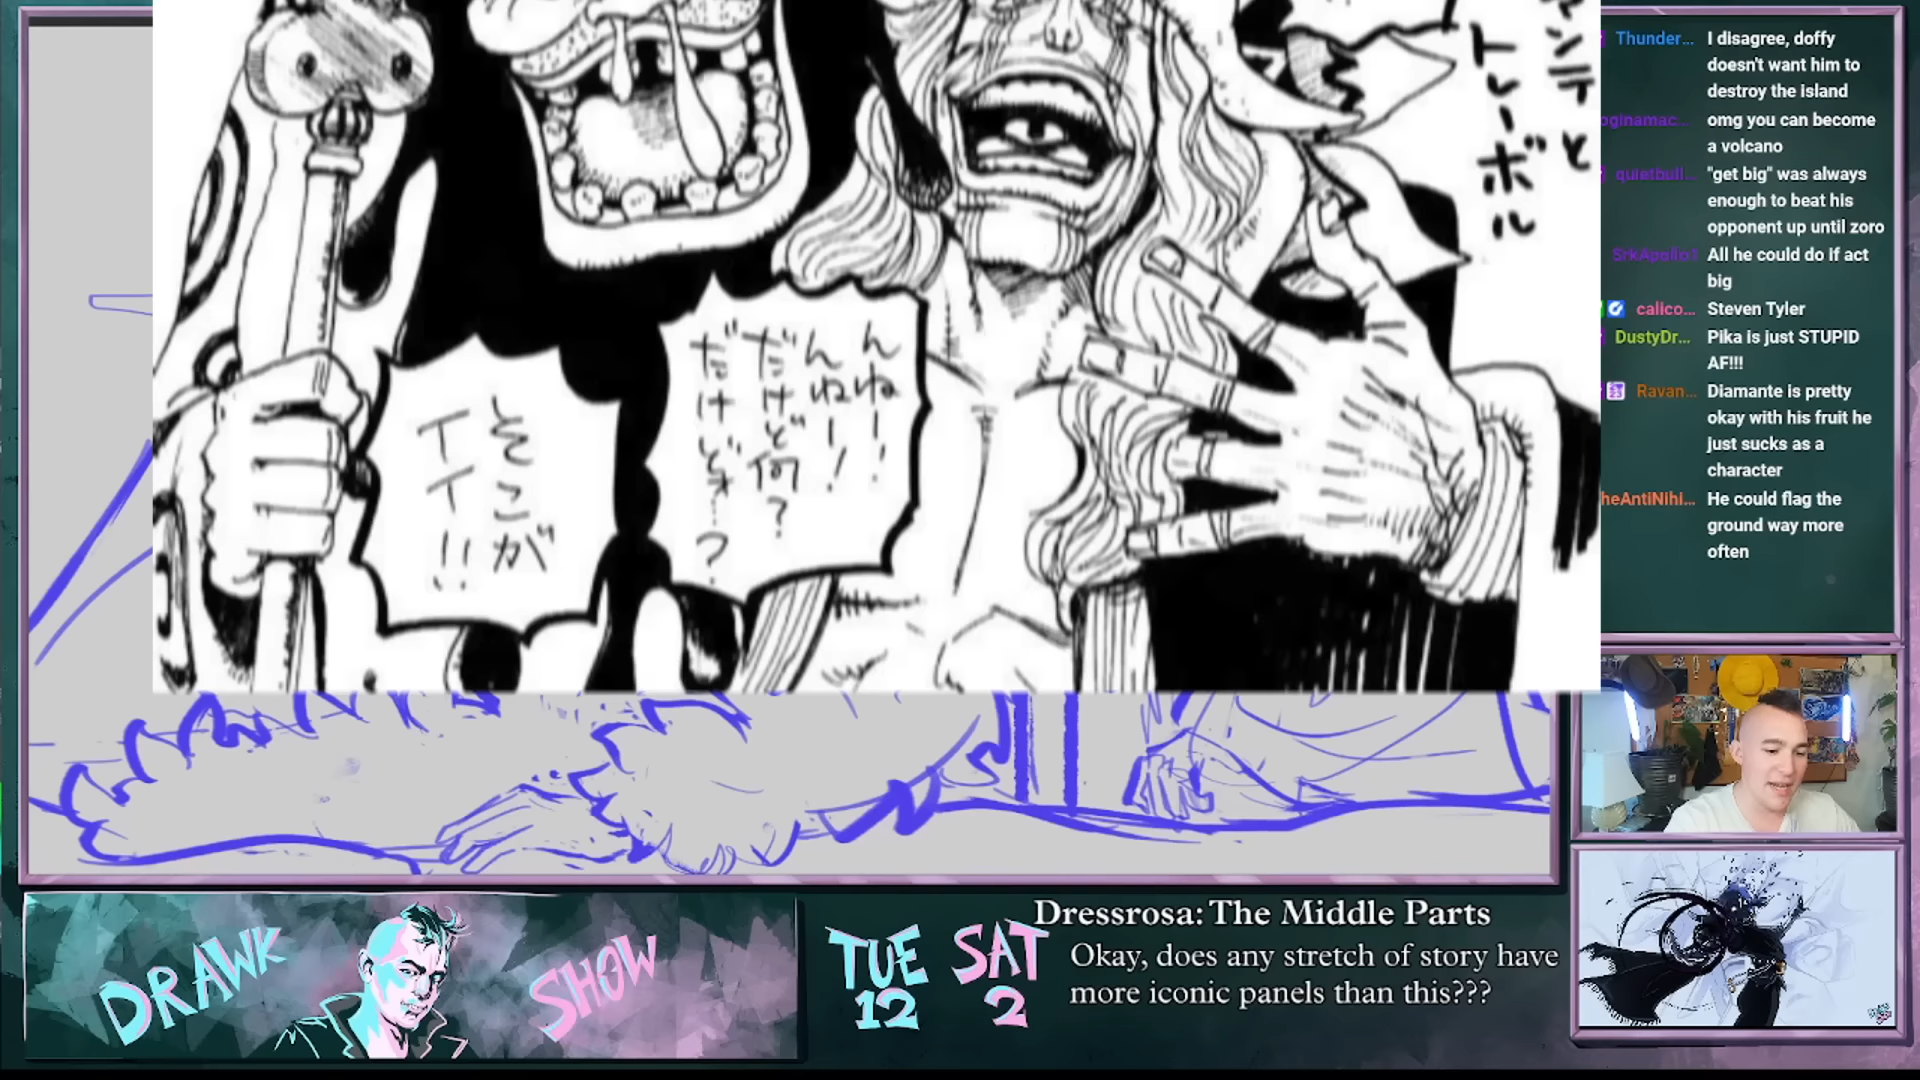 ンテと
トレーボル
んねー!
んねー!
だけど何?
だけどさ?
そこが
イイ!!
Thunder... I disagree, doffy
doesn't want him to
destroy the island
oginamac... omg you can become
a volcano
quietbull... "get big" was always
enough to beat his
opponent up until zoro
SrkApollo1 All he could do if act
big
calico... Steven Tyler
DustyDr... Pika is just STUPID
AF!!!
Ravan... Diamante is pretty
okay with his fruit he
just sucks as a
character
heAntiNihi... He could flag the
ground way more
often
DRAWK
SHOW
TUE
12
SAT
2
Dressrosa: The Middle Parts
Okay, does any stretch of story have
more iconic panels than this???